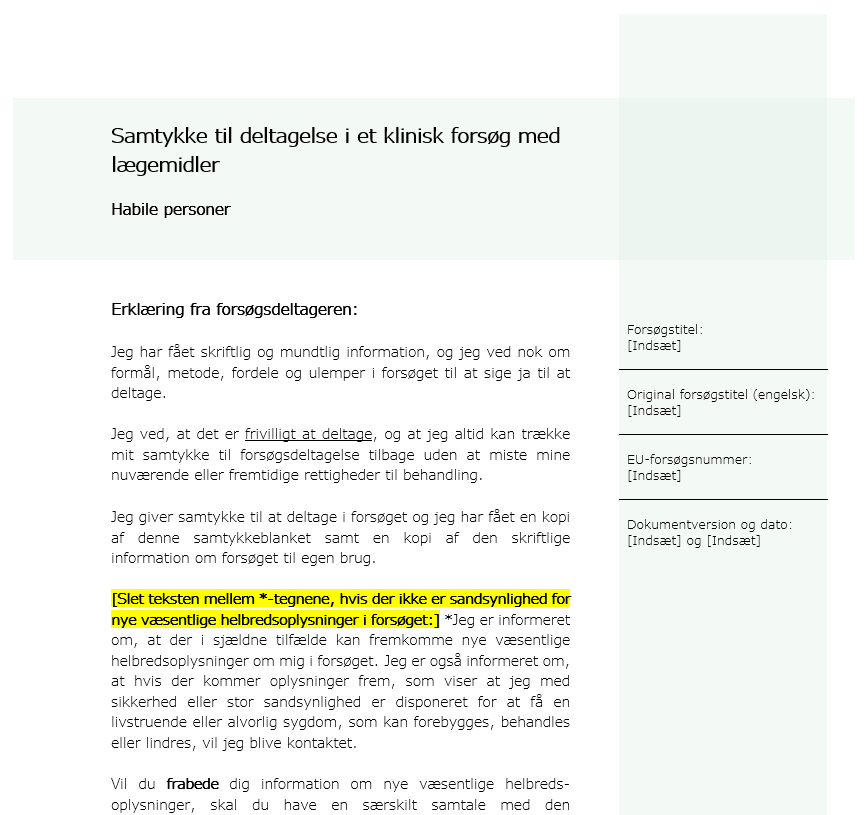 Samtykke til deltagelse i et klinisk forsøg med
lægemidler
Habile personer
Erklæring fra forsøgsdeltageren:
Jeg har fået skriftlig og mundtlig information, og jeg ved nok om
formål, metode, fordele og ulemper i forsøget til at sige ja til at
deltage.
Jeg ved, at det er frivilligt at deltage, og at jeg altid kan trække
mit samtykke til forsøgsdeltagelse tilbage uden at miste mine
nuværende eller fremtidige rettigheder til behandling.
Jeg giver samtykke til at deltage i forsøget og jeg har fået en kopi
af denne samtykkeblanket samt en kopi af den skriftlige
information om forsøget til egen brug.
[Slet teksten mellem *-tegnene, hvis der ikke er sandsynlighed for
nye væsentlige helbredsoplysninger i forsøget:] *Jeg er informeret
om, at der i sjældne tilfælde kan fremkomme nye væsentlige
helbredsoplysninger om mig i forsøget. Jeg er også informeret om,
at hvis der kommer oplysninger frem, som viser at jeg med
sikkerhed eller stor sandsynlighed er disponeret for at få en
livstruende eller alvorlig sygdom, som kan forebygges, behandles
eller lindres, vil jeg blive kontaktet.
Vil du frabede dig information om nye væsentlige helbreds-
oplysninger, skal du have en særskilt samtale med den
Forsøgstitel:
[Indsæt]
Original forsøgstitel (engelsk):
[Indsæt]
EU-forsøgsnummer:
[Indsæt]
Dokumentversion og dato:
[Indsæt] og [Indsæt]